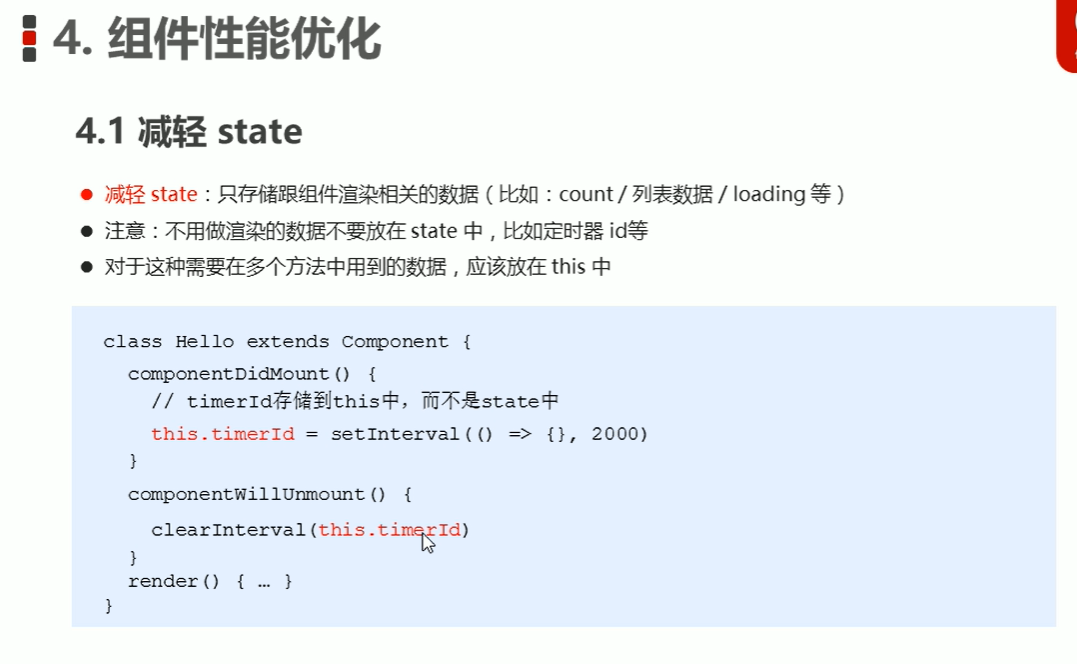 4. 组件性能优化
4.1 减轻 state
减轻 state：只存储跟组件渲染相关的数据（比如：count / 列表数据 / loading 等）
注意：不用做渲染的数据不要放在 state 中，比如定时器 id等
对于这种需要在多个方法中用到的数据，应该放在 this 中
class Hello extends Component {
componentDidMount() {
// timerId存储到this中，而不是state中
this.timerId = setInterval(() => {}, 2000)
}
componentWillUnmount() {
clearInterval(this.timerId)
}
render() { … }
}